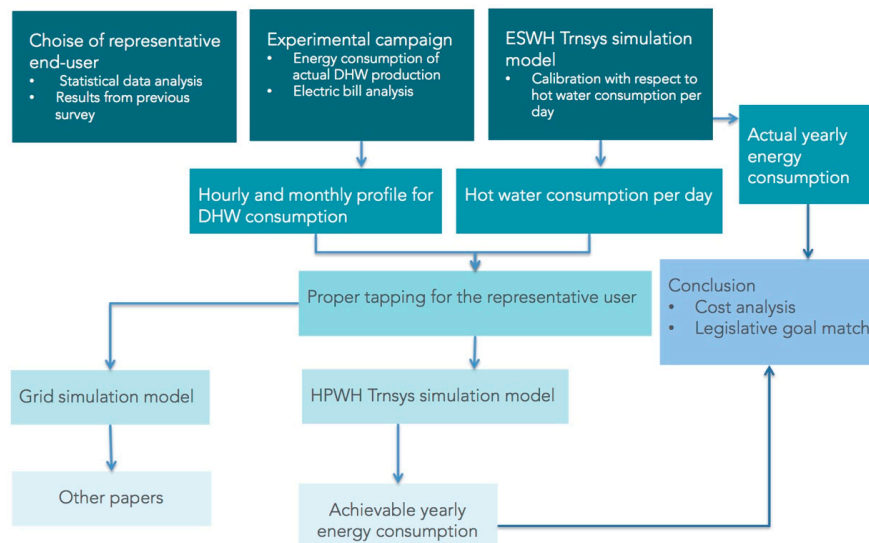 Choise of representative
end-user
• Statistical data analysis
• Results from previous
survey
Experimental campaign
• Energy consumption of
actual DHW production
• Electric bill analysis
ESWH Trnsys simulation
model
• Calibration with respect to
hot water consumption per
day
Actual yearly
energy
consumption
Hourly and monthly profile for
DHW consumption
Hot water consumption per day
Proper tapping for the representative user
Conclusion
• Cost analysis
• Legislative goal match
Grid simulation model
HPWH Trnsys simulation model
Other papers
Achievable yearly
energy consumption